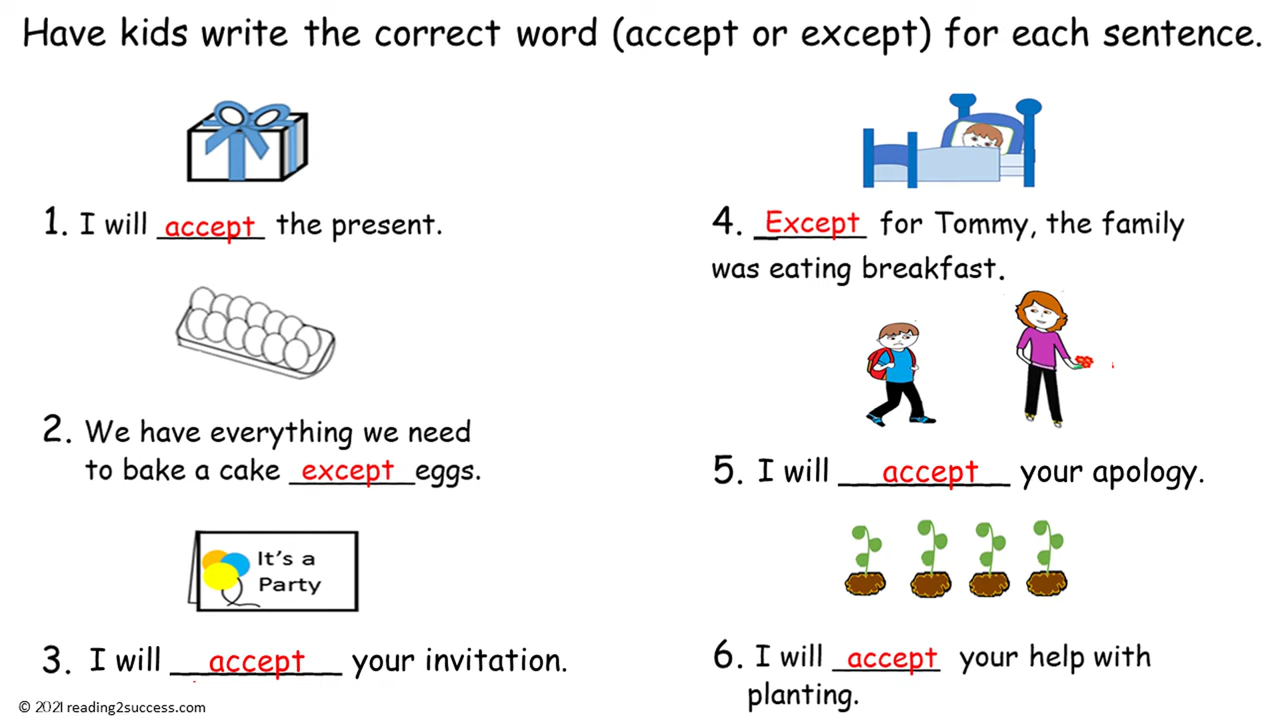 Have kids write the correct word (accept or except) for each sentence.
1. I will accept the present.
2. We have everything we need
to bake a cake except eggs.
It's a
Party
3. I will accept your invitation.
4. Except for Tommy, the family
was eating breakfast.
5. I will accept your apology.
6. I will accept your help with
planting.
© 2021 reading2success.com